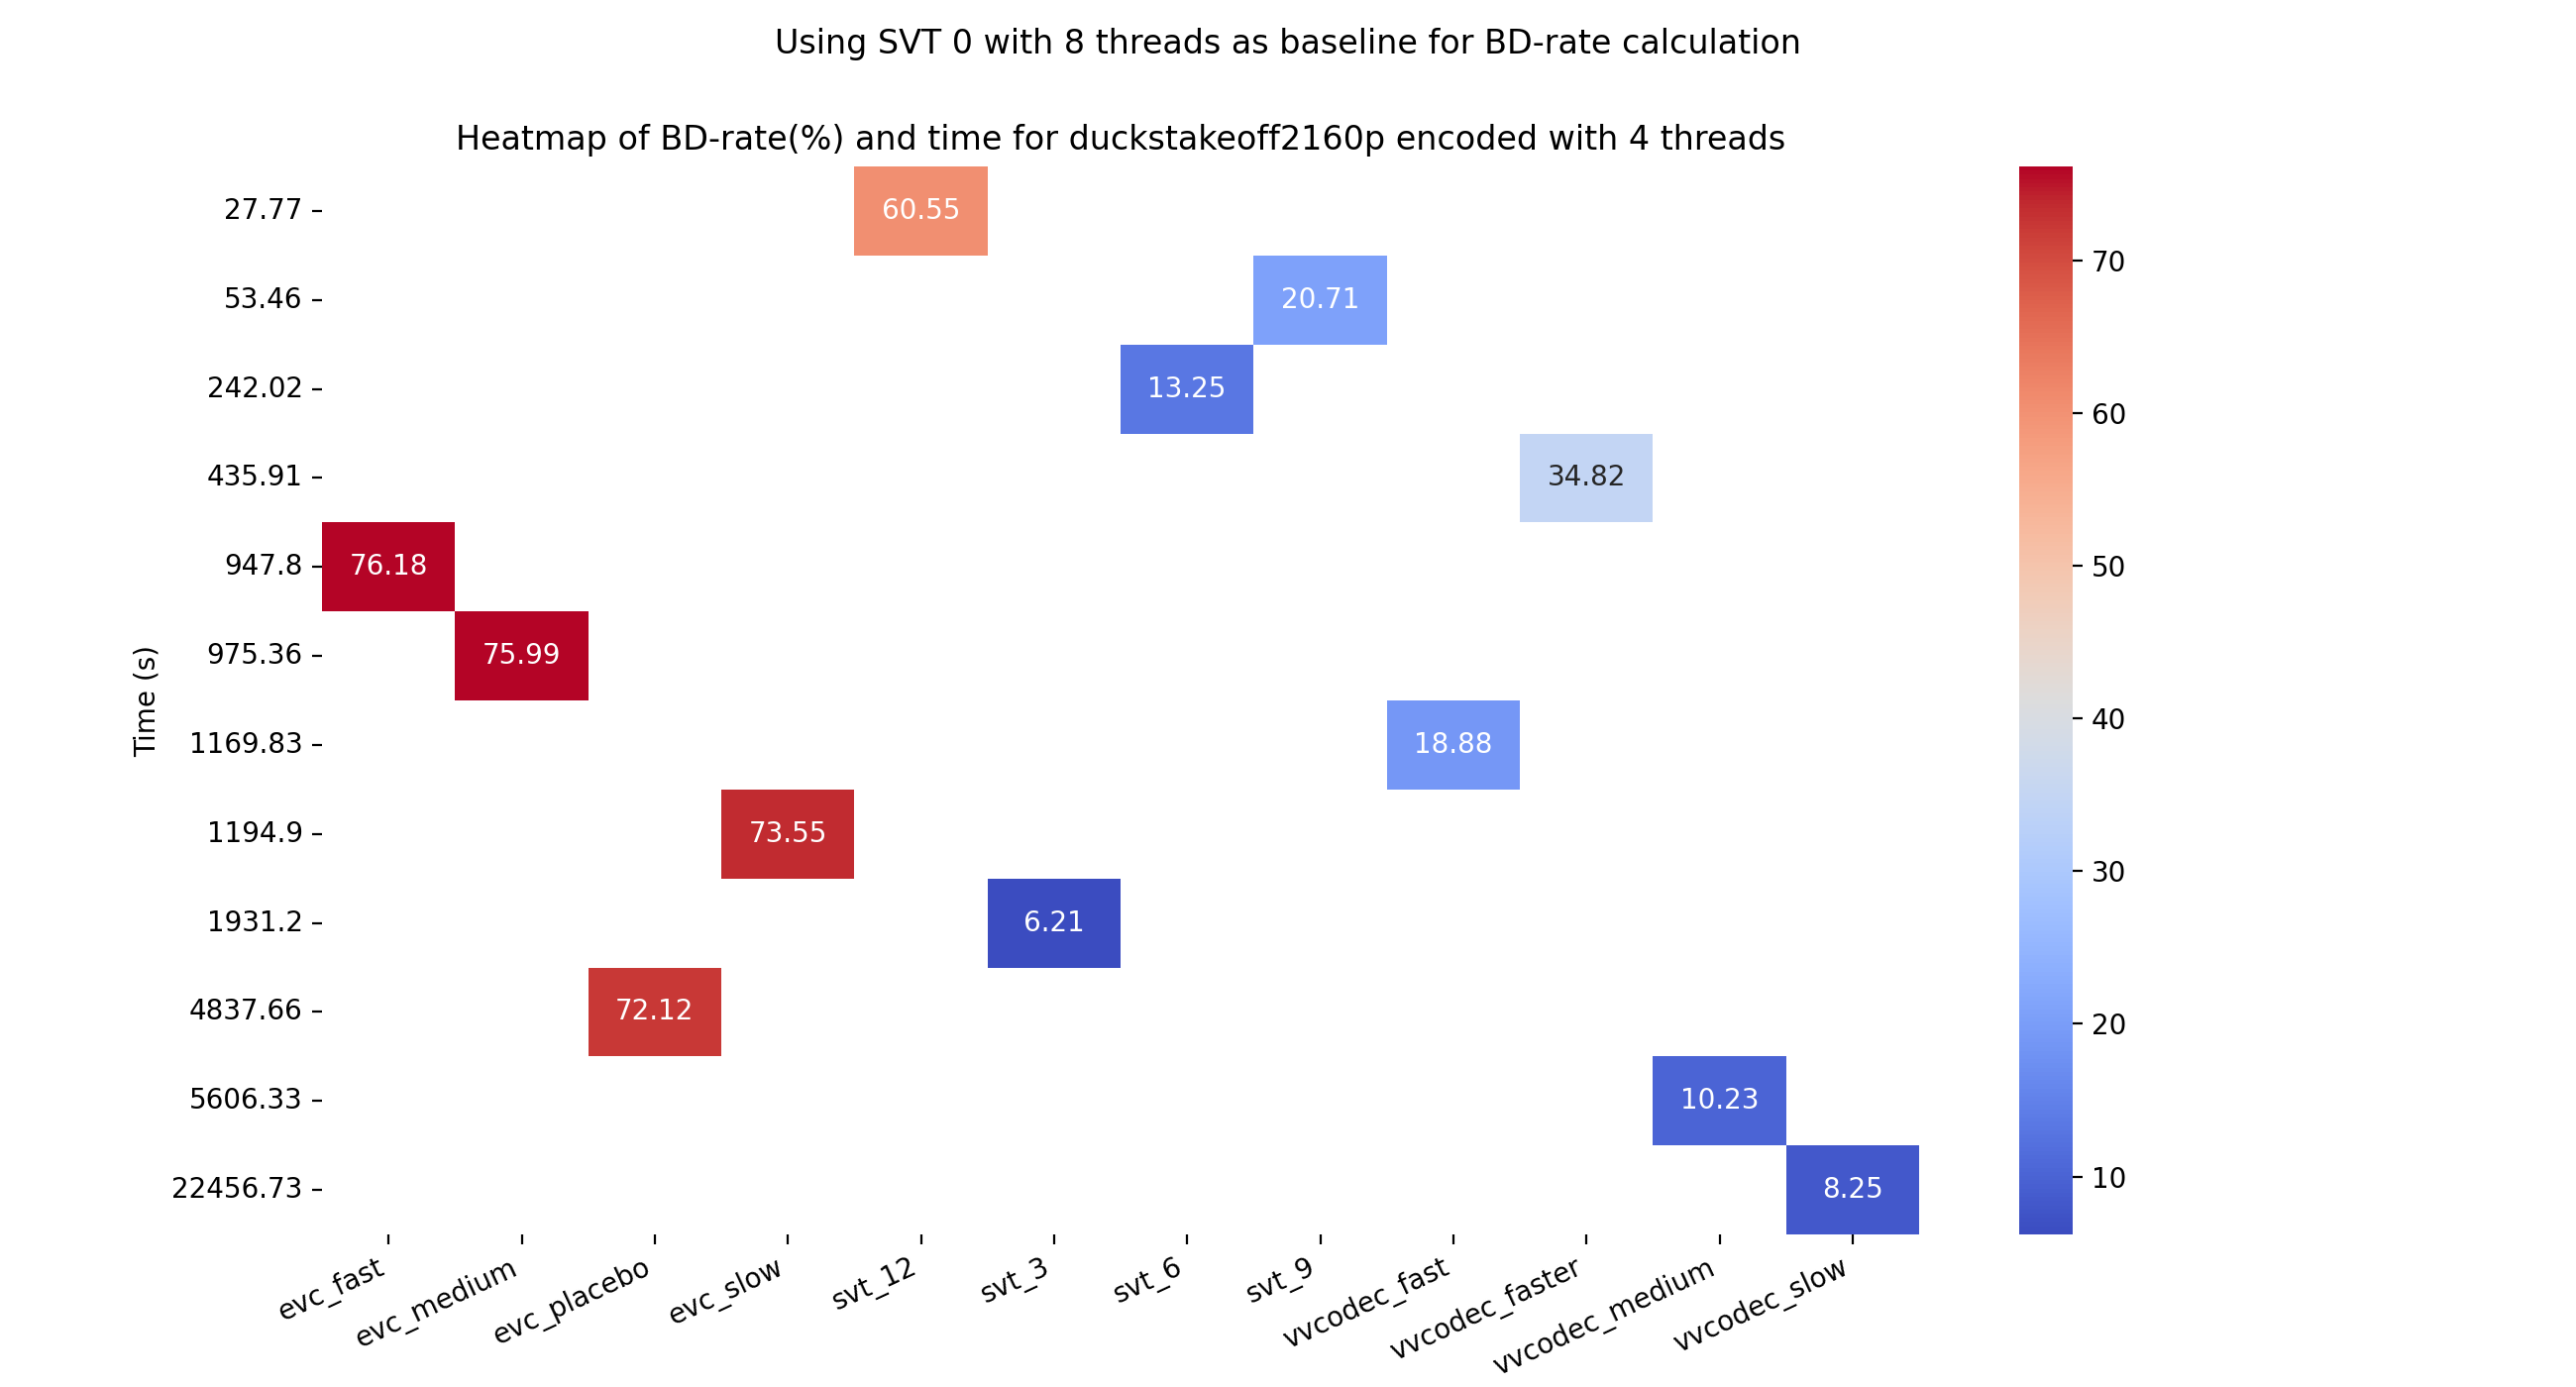 Using SVT 0 with 8 threads as baseline for BD-rate calculation
Heatmap of BD-rate(%) and time for duckstakeoff2160p encoded with 4 threads
27.77
60.55
53.46
20.71
70
242.02
13.25
60
435.91
34.82
947.8
76.18
50
975.36
75.99
Time (s)
1169.83
18.88
40
1194.9
73.55
30
1931.2
6.21
4837.66
72.12
20
5606.33
10.23
22456.73
8.25
10
evc_fast
evc_medium
evc_placebo
evc_slow
svt_12
svt_3
svt_6
svt_9
vvcodec_fast
vvcodec_faster
vvcodec_medium
vvcodec_slow